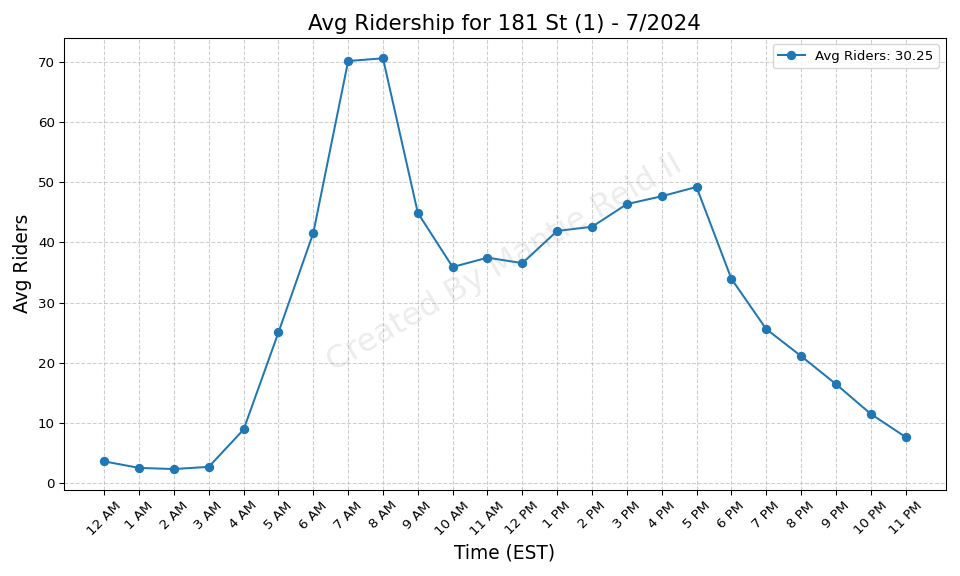 Avg Ridership for 181 St (1) - 7/2024
Avg Riders: 30.25
Avg Riders
70
60
50
40
30
20
10
0
Created By Mantie Reid II
12 AM
1 AM
2 AM
3 AM
4 AM
5 AM
6 AM
7 AM
8 AM
9 AM
10 AM
11 AM
12 PM
1 PM
2 PM
3 PM
4 PM
5 PM
6 PM
7 PM
8 PM
9 PM
10 PM
11 PM
Time (EST)